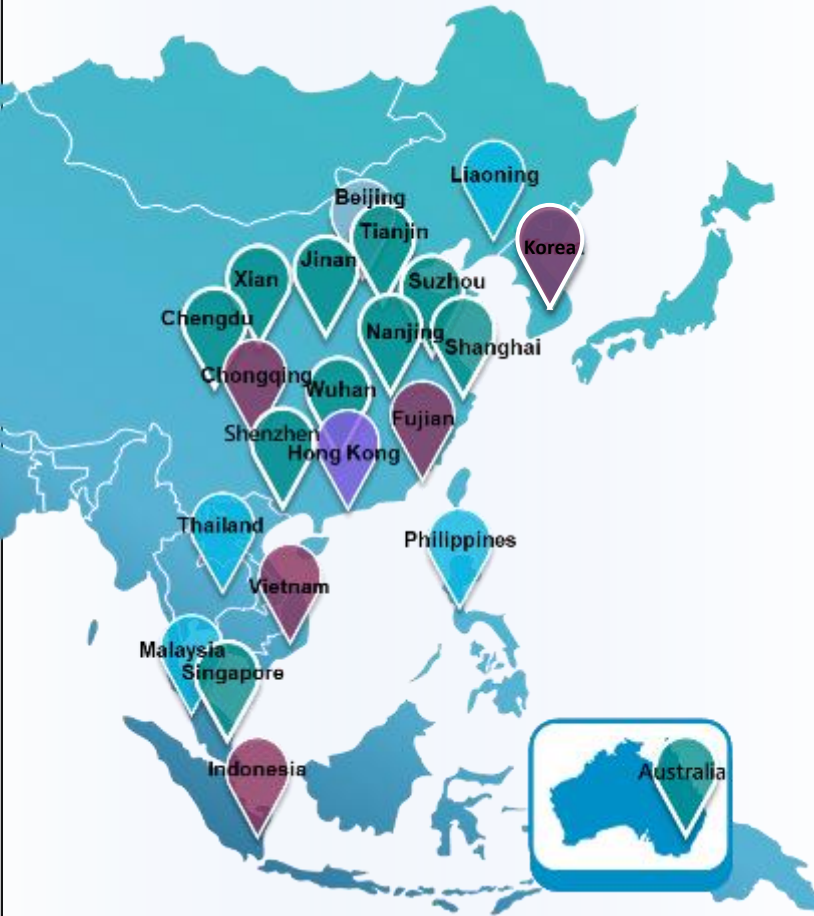 Liaoning
Beijing
Tianjin
Korea
Jinan
Xian
Suzhou
Chengdu
Nanjing
Shanghai
Chongqing
Wuhan
Fujian
Shenzhen
Hong Kong
Thailand
Philippines
Vietnam
Malaysia
Singapore
Indonesia
Australia